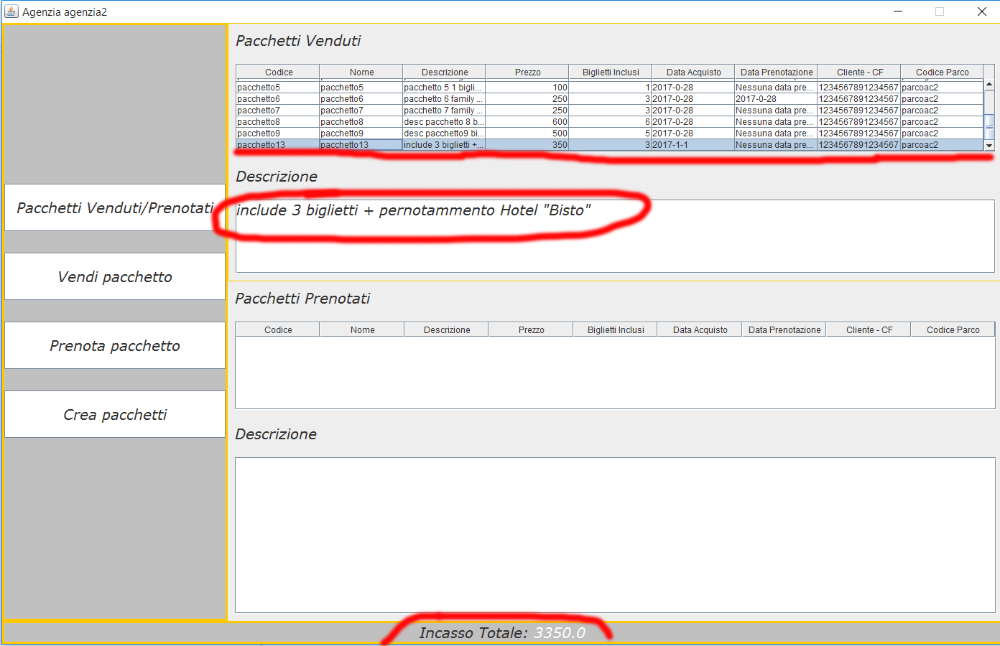 Agenzia agenzia2
Pacchetti Venduti
Codice Nome Descrizione Prezzo Biglietti Inclusi Data Acquisto Data Prenotazione Cliente - CF Codice Parco
pacchetto5 pacchetto5 pacchetto 5 1 bigli... 100 1 2017-0-28 Nessuna data pre... 1234567891234567 parcoac2
pacchetto6 pacchetto6 pacchetto 6 family ... 250 3 2017-0-28 2017-0-28 1234567891234567 parcoac2
pacchetto7 pacchetto7 pacchetto 7 family ... 250 3 2017-0-28 Nessuna data pre... 1234567891234567 parcoac2
pacchetto8 pacchetto8 desc pacchetto 8 b... 600 6 2017-0-28 Nessuna data pre... 1234567891234567 parcoac2
pacchetto9 pacchetto9 desc pacchetto9 bi... 500 5 2017-0-28 Nessuna data pre... 1234567891234567 parcoac2
pacchetto13 pacchetto13 include 3 biglietti +... 350 3 2017-1-1 Nessuna data pre... 1234567891234567 parcoac2
Descrizione
include 3 biglietti + pernotammento Hotel "Bisto"
Pacchetti Venduti/Prenotati
Vendi pacchetto
Prenota pacchetto
Crea pacchetti
Pacchetti Prenotati
Codice Nome Descrizione Prezzo Biglietti Inclusi Data Acquisto Data Prenotazione Cliente - CF Codice Parco
Descrizione
Incasso Totale: 3350.0